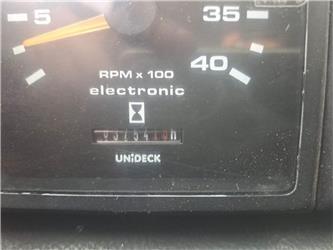 5
35
40
RPM x 100
electronic
UNiDECK